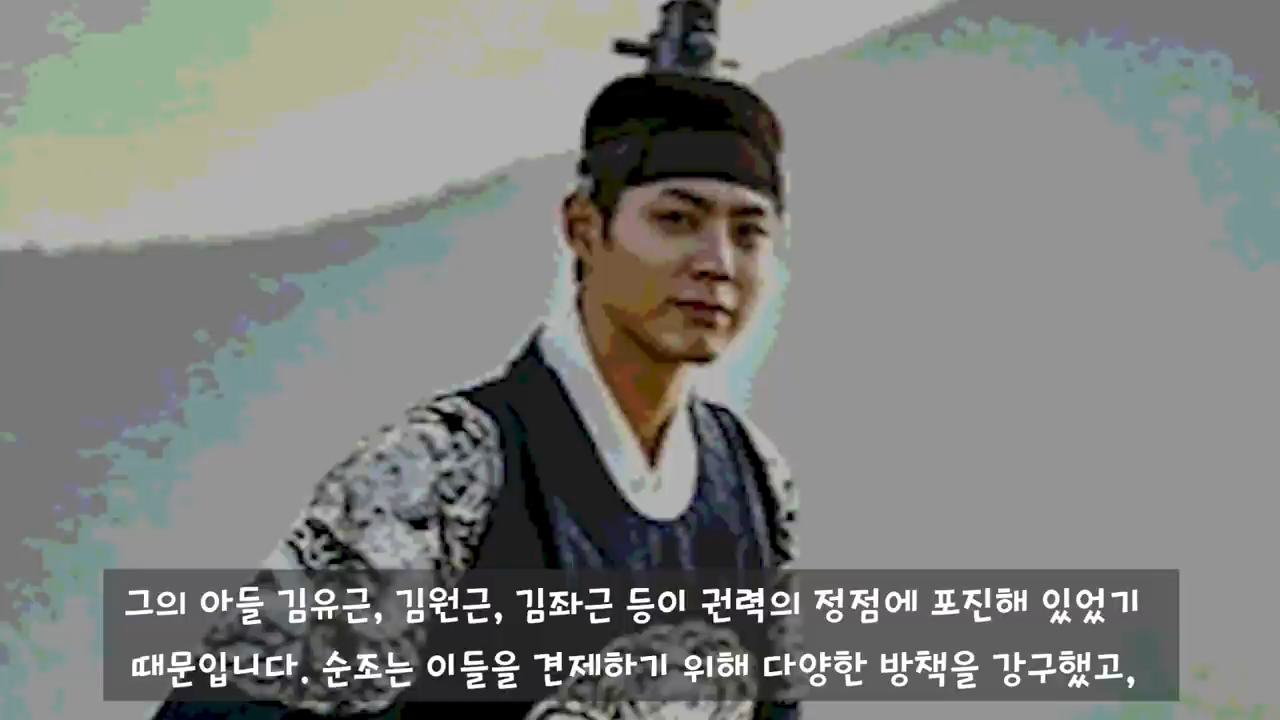 그의 아들 김유근, 김원근, 김좌근 등이 권력의 정점에 포진해 있었기
때문입니다. 순조는 이들을 견제하기 위해 다양한 방책을 강구했고,